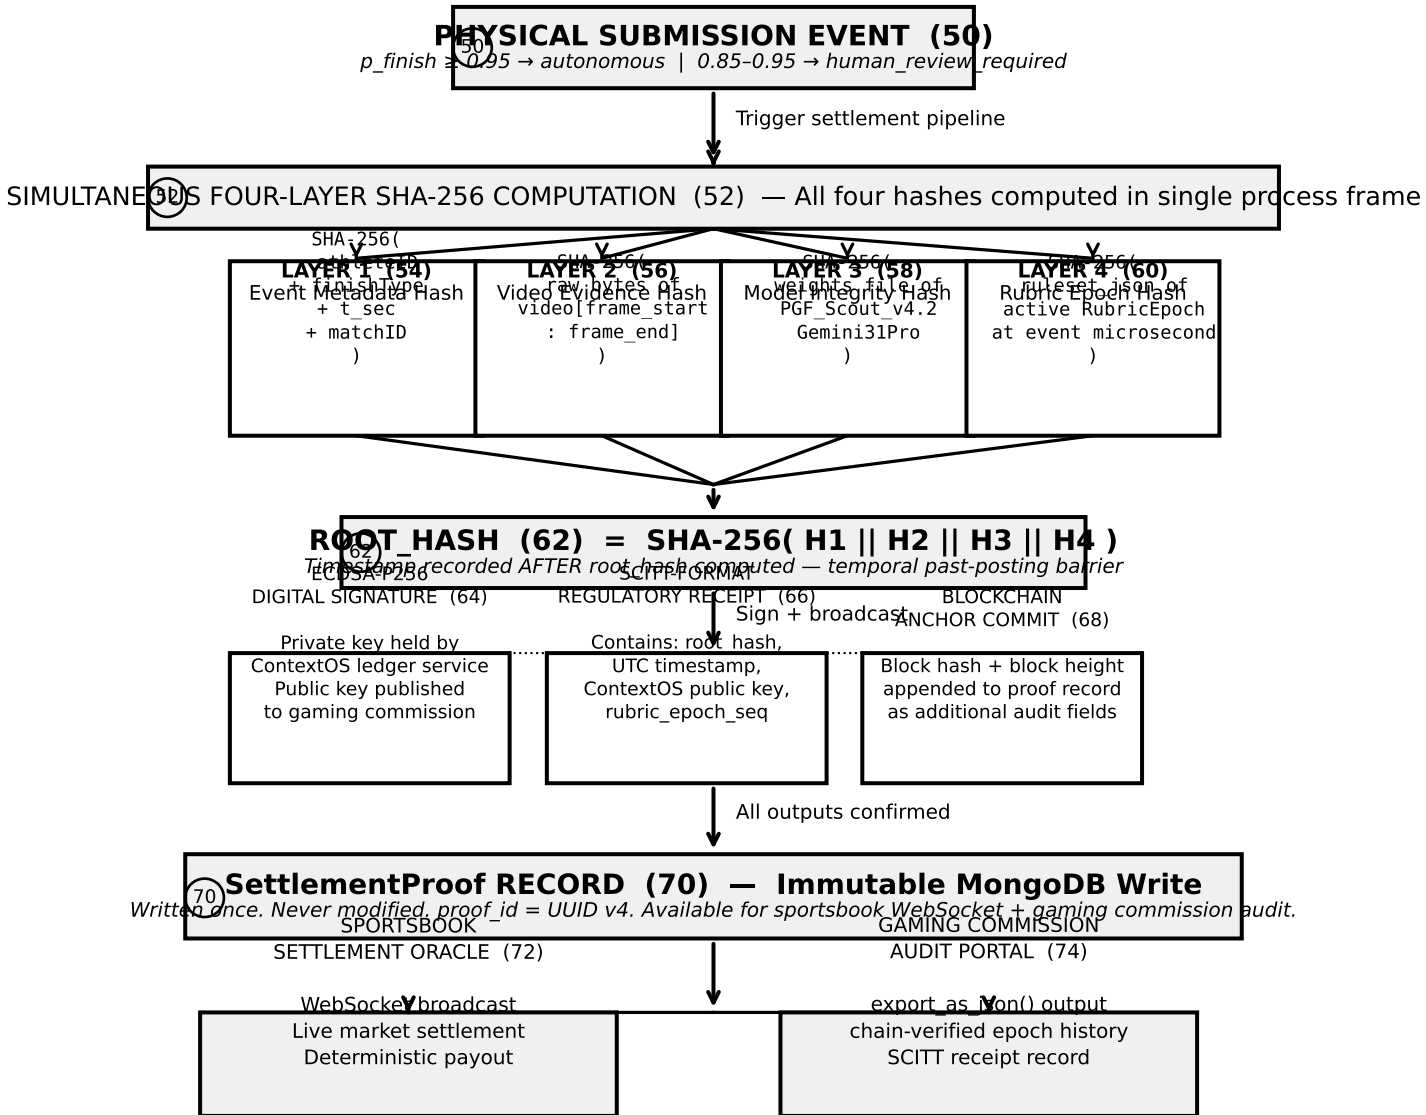 PHYSICAL SUBMISSION EVENT (50)
50
p_finish ≥ 0.95 → autonomous | 0.85–0.95 → human_review_required
Trigger settlement pipeline
SIMULTANEOUS FOUR-LAYER SHA-256 COMPUTATION (52) — All four hashes computed in single process frame
52
LAYER 1 (54)
Event Metadata Hash
SHA-256(
+ finishType
+ t_sec
+ matchID
)
LAYER 2 (56)
Video Evidence Hash
SHA-256(
raw bytes of
video[frame_start
: frame_end]
)
LAYER 3 (58)
Model Integrity Hash
SHA-256(
weights file of
PGF_Scout_v4.2
Gemini31Pro
)
LAYER 4 (60)
Rubric Epoch Hash
SHA-256(
ruleset_json of
active RubricEpoch
at event microsecond
)
ROOT_HASH (62) = SHA-256( H1 || H2 || H3 || H4 )
62
Timestamp recorded AFTER root_hash computed — temporal past-posting barrier
Sign + broadcast
ECDSA-P256
DIGITAL SIGNATURE (64)
Private key held by
ContextOS ledger service
Public key published
to gaming commission
SCITT-FORMAT
REGULATORY RECEIPT (66)
Contains: root_hash,
UTC timestamp,
ContextOS public key,
rubric_epoch_seq
BLOCKCHAIN
ANCHOR COMMIT (68)
Block hash + block height
appended to proof record
as additional audit fields
All outputs confirmed
SettlementProof RECORD (70) — Immutable MongoDB Write
70
Written once. Never modified. proof_id = UUID v4. Available for sportsbook WebSocket + gaming commission audit.
SPORTSBOOK
SETTLEMENT ORACLE (72)
WebSocket broadcast
Live market settlement
Deterministic payout
GAMING COMMISSION
AUDIT PORTAL (74)
export_as_json() output
chain-verified epoch history
SCITT receipt record